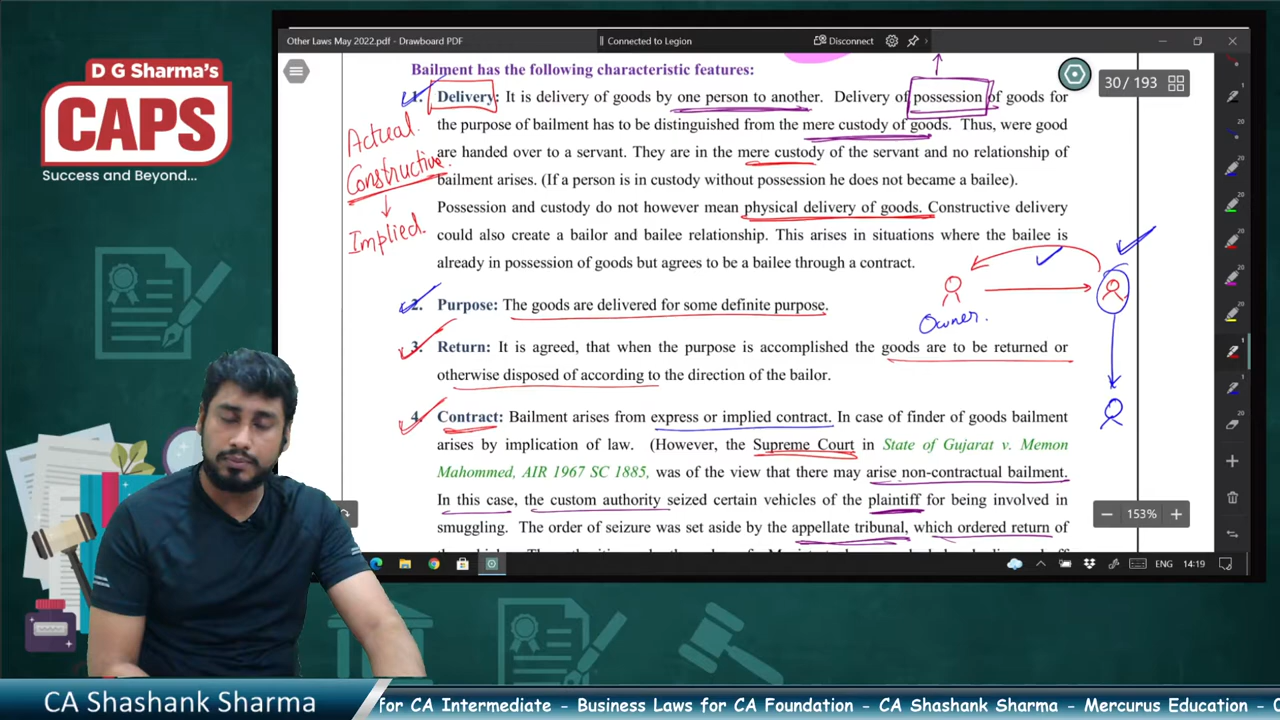 D G Sharma's
CAPS
Success and Beyond...
Other Laws May 2022.pdf - Drawboard PDF
Connected to Legion
Disconnect
30 / 193
Bailment has the following characteristic features:
1. Delivery: It is delivery of goods by one person to another. Delivery of possession of goods for
the purpose of bailment has to be distinguished from the mere custody of goods. Thus, were good
are handed over to a servant. They are in the mere custody of the servant and no relationship of
bailment arises. (If a person is in custody without possession he does not became a bailee).
Possession and custody do not however mean physical delivery of goods. Constructive delivery
could also create a bailor and bailee relationship. This arises in situations where the bailee is
already in possession of goods but agrees to be a bailee through a contract.
Actual.
Constructive.
Implied.
2. Purpose: The goods are delivered for some definite purpose.
Owner.
3. Return: It is agreed, that when the purpose is accomplished the goods are to be returned or
otherwise disposed of according to the direction of the bailor.
4. Contract: Bailment arises from express or implied contract. In case of finder of goods bailment
arises by implication of law. (However, the Supreme Court in State of Gujarat v. Memon
Mahommed, AIR 1967 SC 1885, was of the view that there may arise non-contractual bailment.
In this case, the custom authority seized certain vehicles of the plaintiff for being involved in
smuggling. The order of seizure was set aside by the appellate tribunal, which ordered return of
153%
ENG
14:19
CA Shashank Sharma
for CA Intermediate - Business Laws for CA Foundation - CA Shashank Sharma - Mercurus Education -